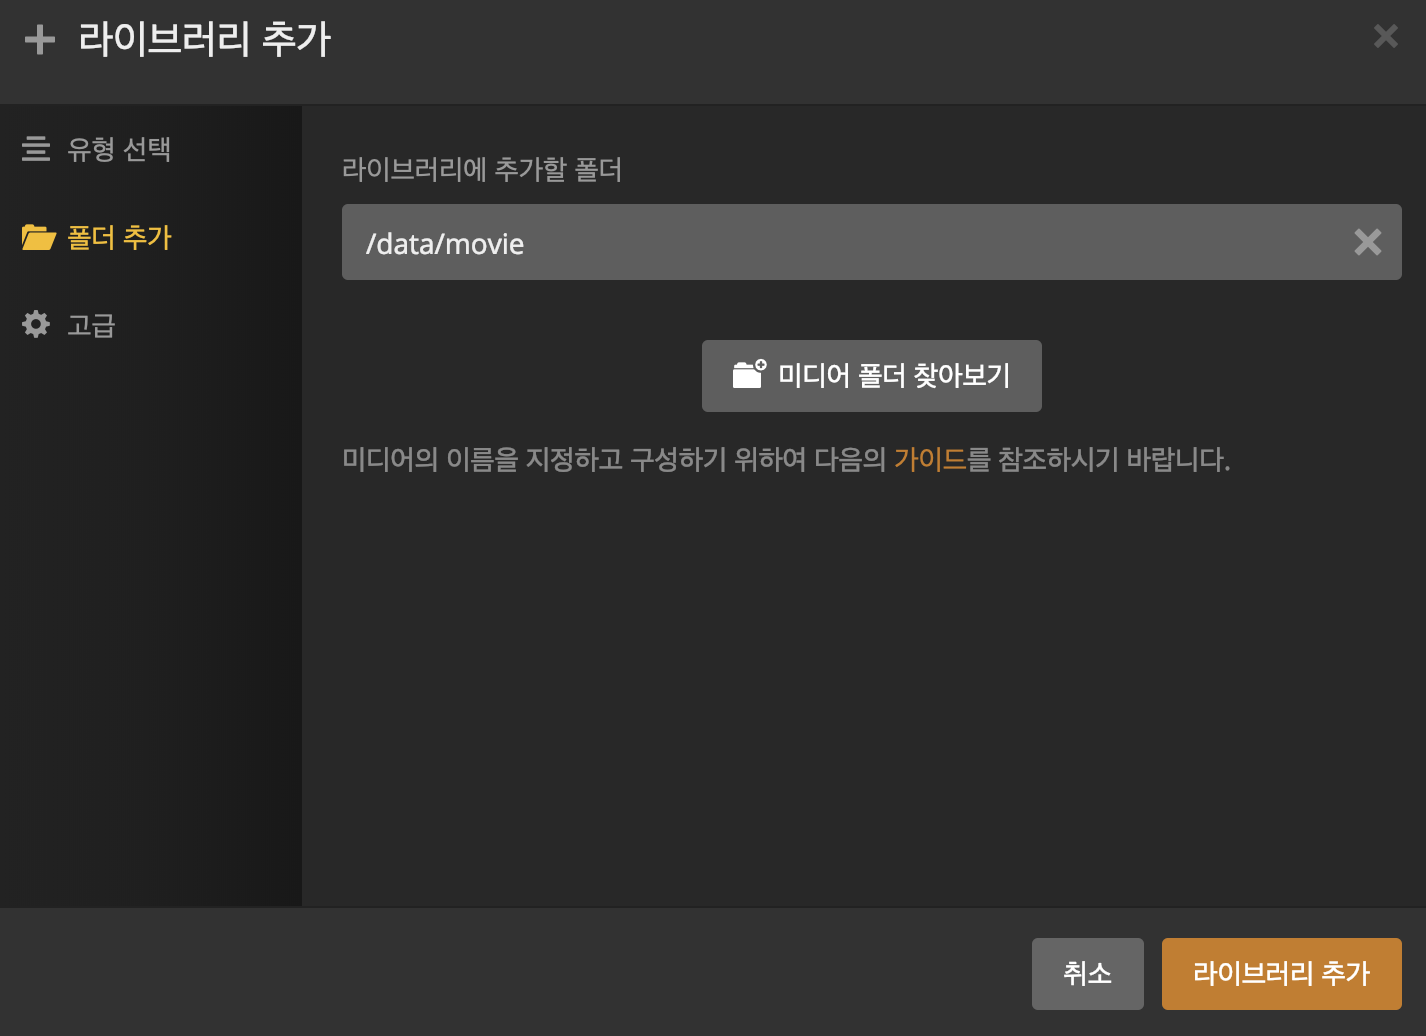 라이브러리 추가
유형 선택
폴더 추가
고급
라이브러리에 추가할 폴더
/data/movie
미디어 폴더 찾아보기
미디어의 이름을 지정하고 구성하기 위하여 다음의 가이드를 참조하시기 바랍니다.
취소
라이브러리 추가